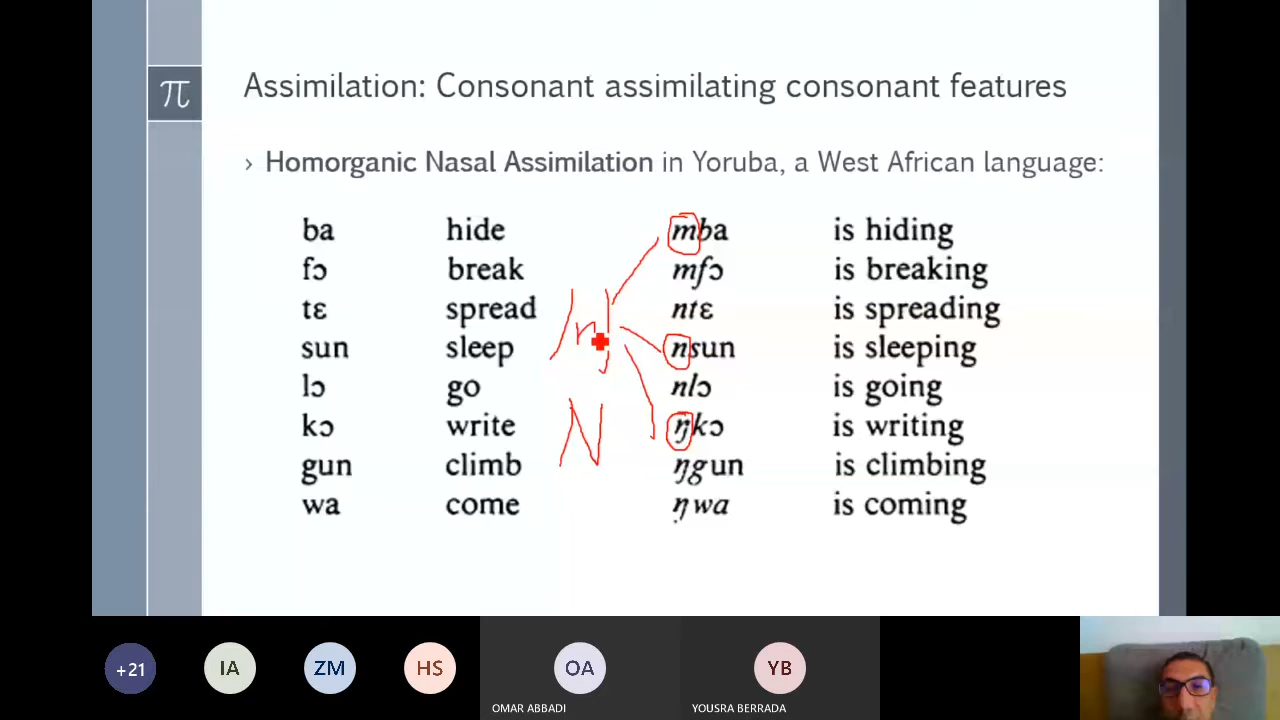 π
Assimilation: Consonant assimilating consonant features
› Homorganic Nasal Assimilation in Yoruba, a West African language:
ba hide mba is hiding
fɔ break mfɔ is breaking
tɛ spread ntɛ is spreading
sun sleep nsun is sleeping
lɔ go nlɔ is going
kɔ write ŋkɔ is writing
gun climb ŋgun is climbing
wa come ŋwa is coming
N
+21 IA ZM HS OA YB
OMAR ABBADI YOUSRA BERRADA